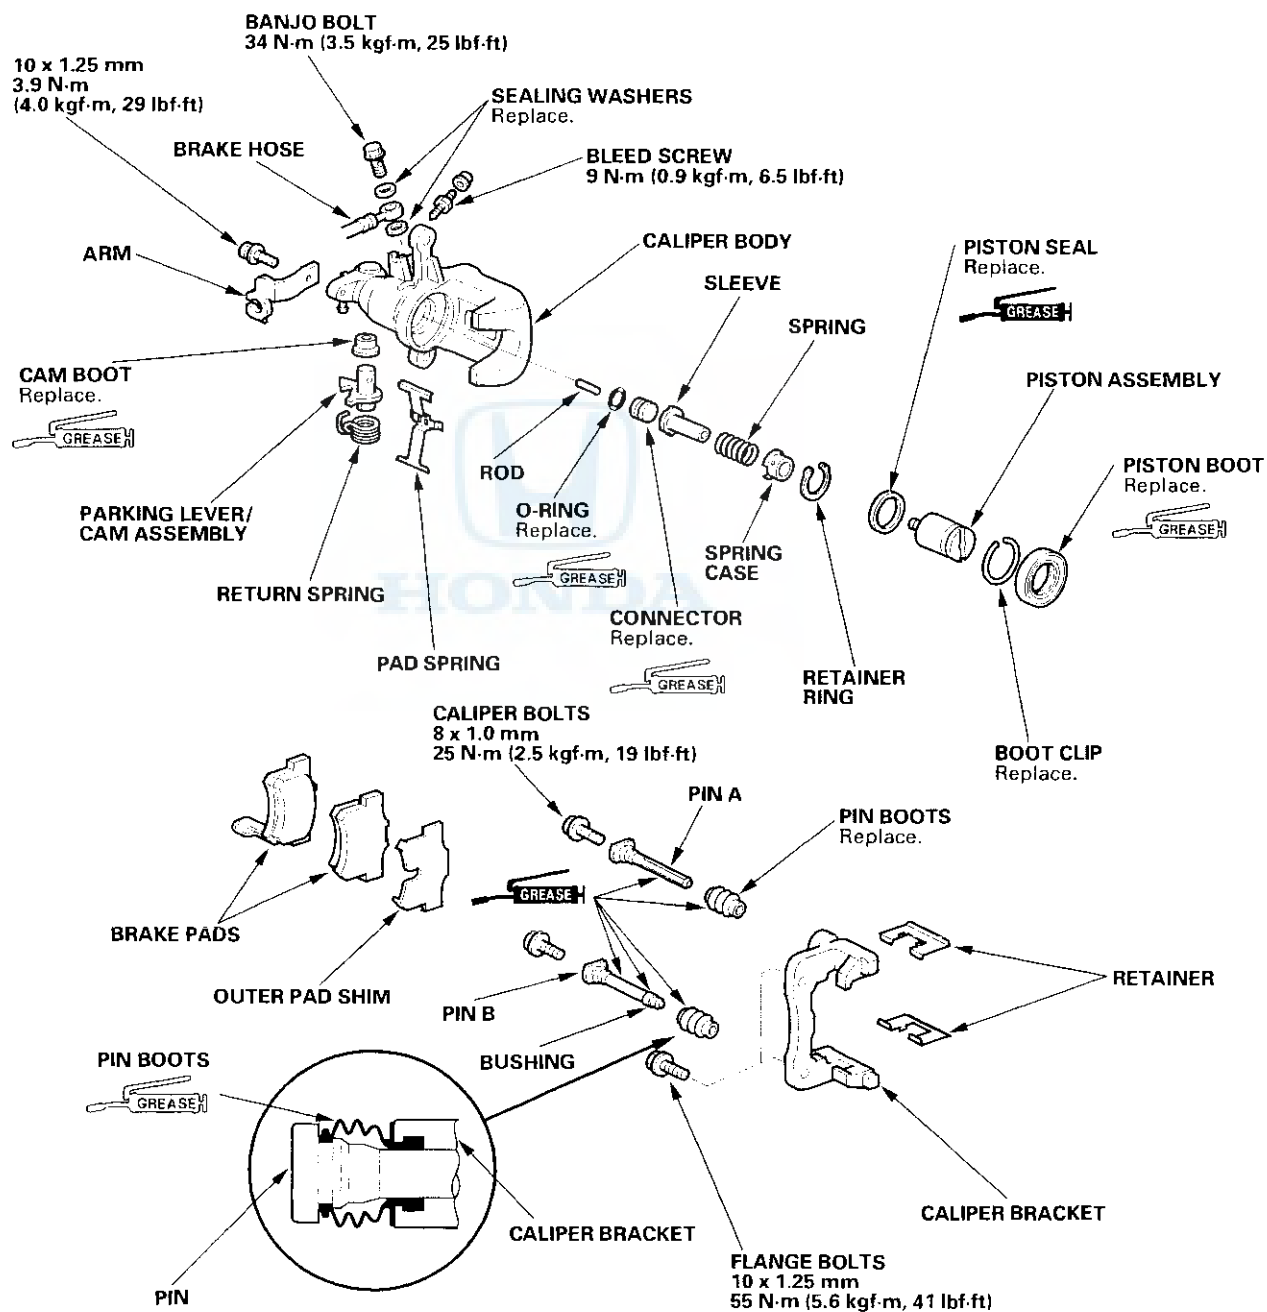 BANJO BOLT
34 N·m (3.5 kgf·m, 25 lbf·ft)
10 x 1.25 mm
3.9 N·m
(4.0 kgf·m, 29 lbf·ft)
SEALING WASHERS
Replace.
BRAKE HOSE
BLEED SCREW
9 N·m (0.9 kgf·m, 6.5 lbf·ft)
ARM
CALIPER BODY
PISTON SEAL
Replace.
GREASE
SLEEVE
SPRING
CAM BOOT
Replace.
GREASE
PISTON ASSEMBLY
ROD
PISTON BOOT
Replace.
GREASE
PARKING LEVER/
CAM ASSEMBLY
O-RING
Replace.
GREASE
SPRING
CASE
RETURN SPRING
HONDA
CONNECTOR
Replace.
GREASE
PAD SPRING
RETAINER
RING
CALIPER BOLTS
8 x 1.0 mm
25 N·m (2.5 kgf·m, 19 lbf·ft)
BOOT CLIP
Replace.
PIN A
PIN BOOTS
Replace.
GREASE
BRAKE PADS
OUTER PAD SHIM
PIN B
RETAINER
BUSHING
PIN BOOTS
GREASE
CALIPER BRACKET
CALIPER BRACKET
FLANGE BOLTS
10 x 1.25 mm
55 N·m (5.6 kgf·m, 41 lbf·ft)
PIN